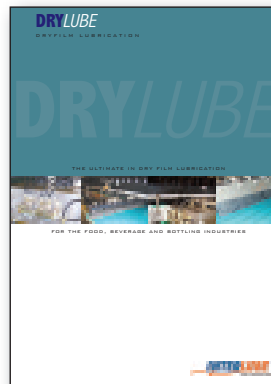 DRYLUBE
DRYFILM LUBRICATION
DRYLUBE
THE ULTIMATE IN DRY FILM LUBRICATION
FOR THE FOOD, BEVERAGE AND BOTTLING INDUSTRIES